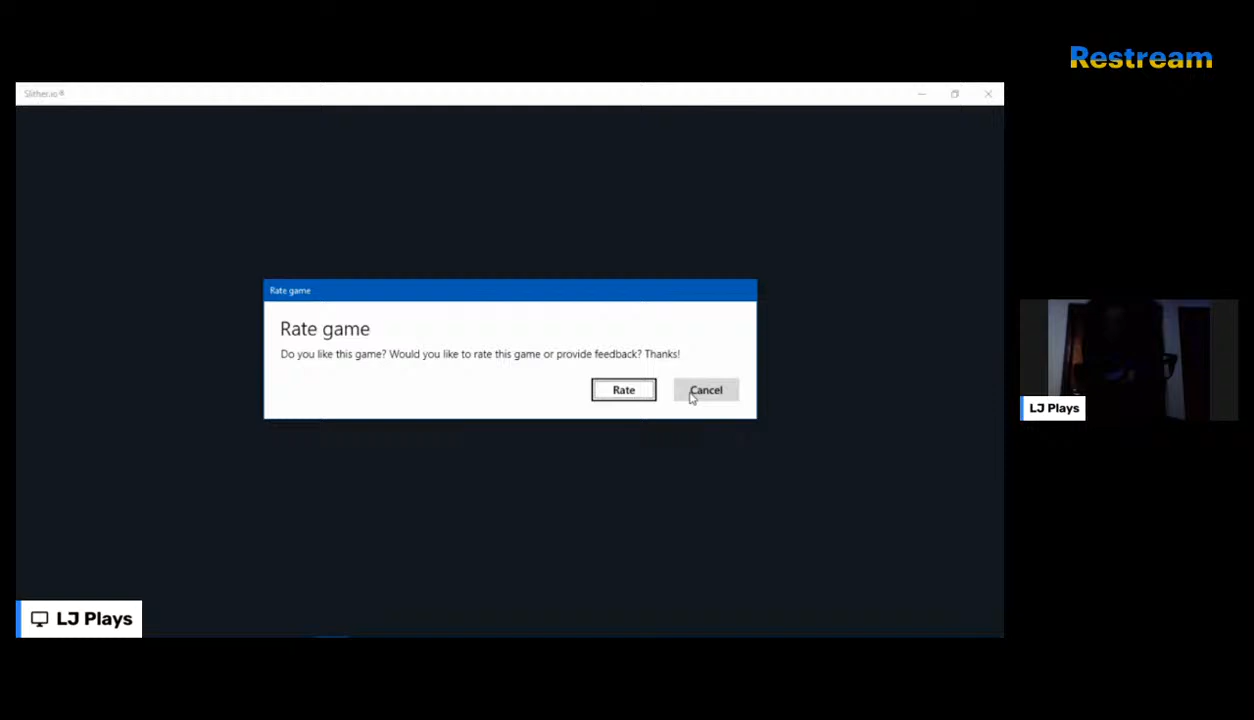 Restream
Slither.io
Rate game
Rate game
Do you like this game? Would you like to rate this game or provide feedback? Thanks!
Rate
Cancel
LJ Plays
LJ Plays